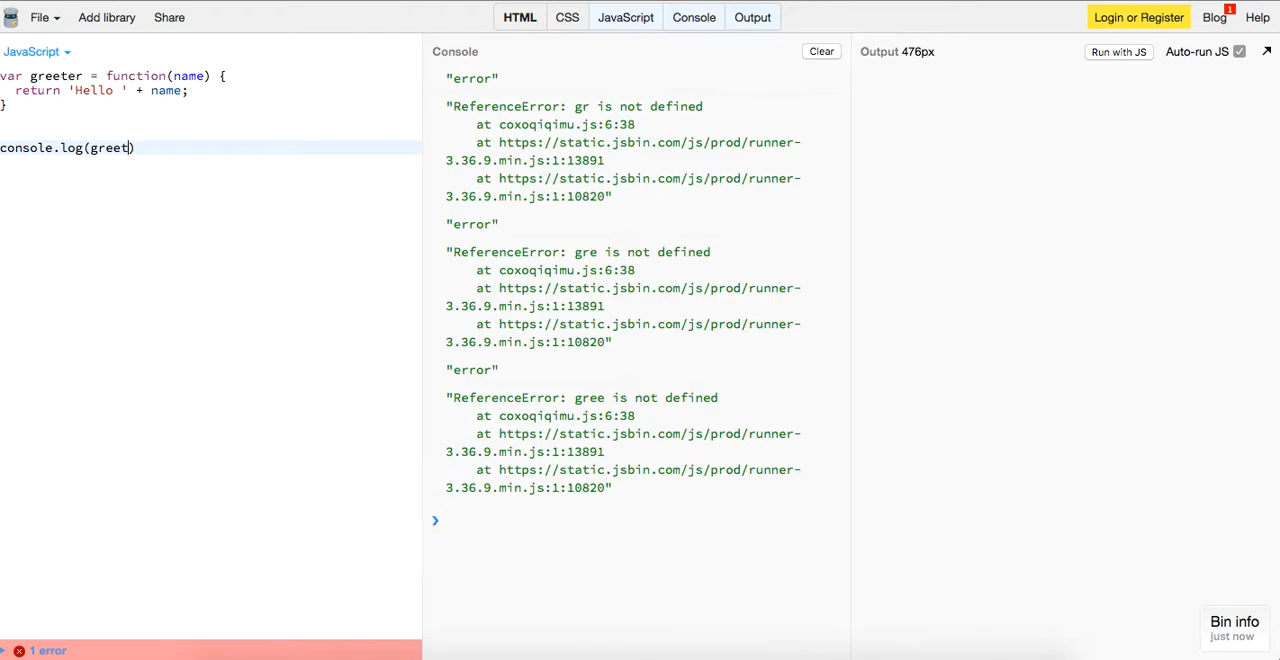 File Add library Share HTML CSS JavaScript Console Output Login or Register Blog 1 Help
JavaScript
var greeter = function(name) {
  return 'Hello ' + name;
}
console.log(greet)
1 error
Console Clear
"error"
"ReferenceError: gr is not defined
    at coxoqiqimu.js:6:38
    at https://static.jsbin.com/js/prod/runner-
3.36.9.min.js:1:13891
    at https://static.jsbin.com/js/prod/runner-
3.36.9.min.js:1:10820"
"error"
"ReferenceError: gre is not defined
    at coxoqiqimu.js:6:38
    at https://static.jsbin.com/js/prod/runner-
3.36.9.min.js:1:13891
    at https://static.jsbin.com/js/prod/runner-
3.36.9.min.js:1:10820"
"error"
"ReferenceError: gree is not defined
    at coxoqiqimu.js:6:38
    at https://static.jsbin.com/js/prod/runner-
3.36.9.min.js:1:13891
    at https://static.jsbin.com/js/prod/runner-
3.36.9.min.js:1:10820"
Output 476px Run with JS Auto-run JS
Bin info
just now